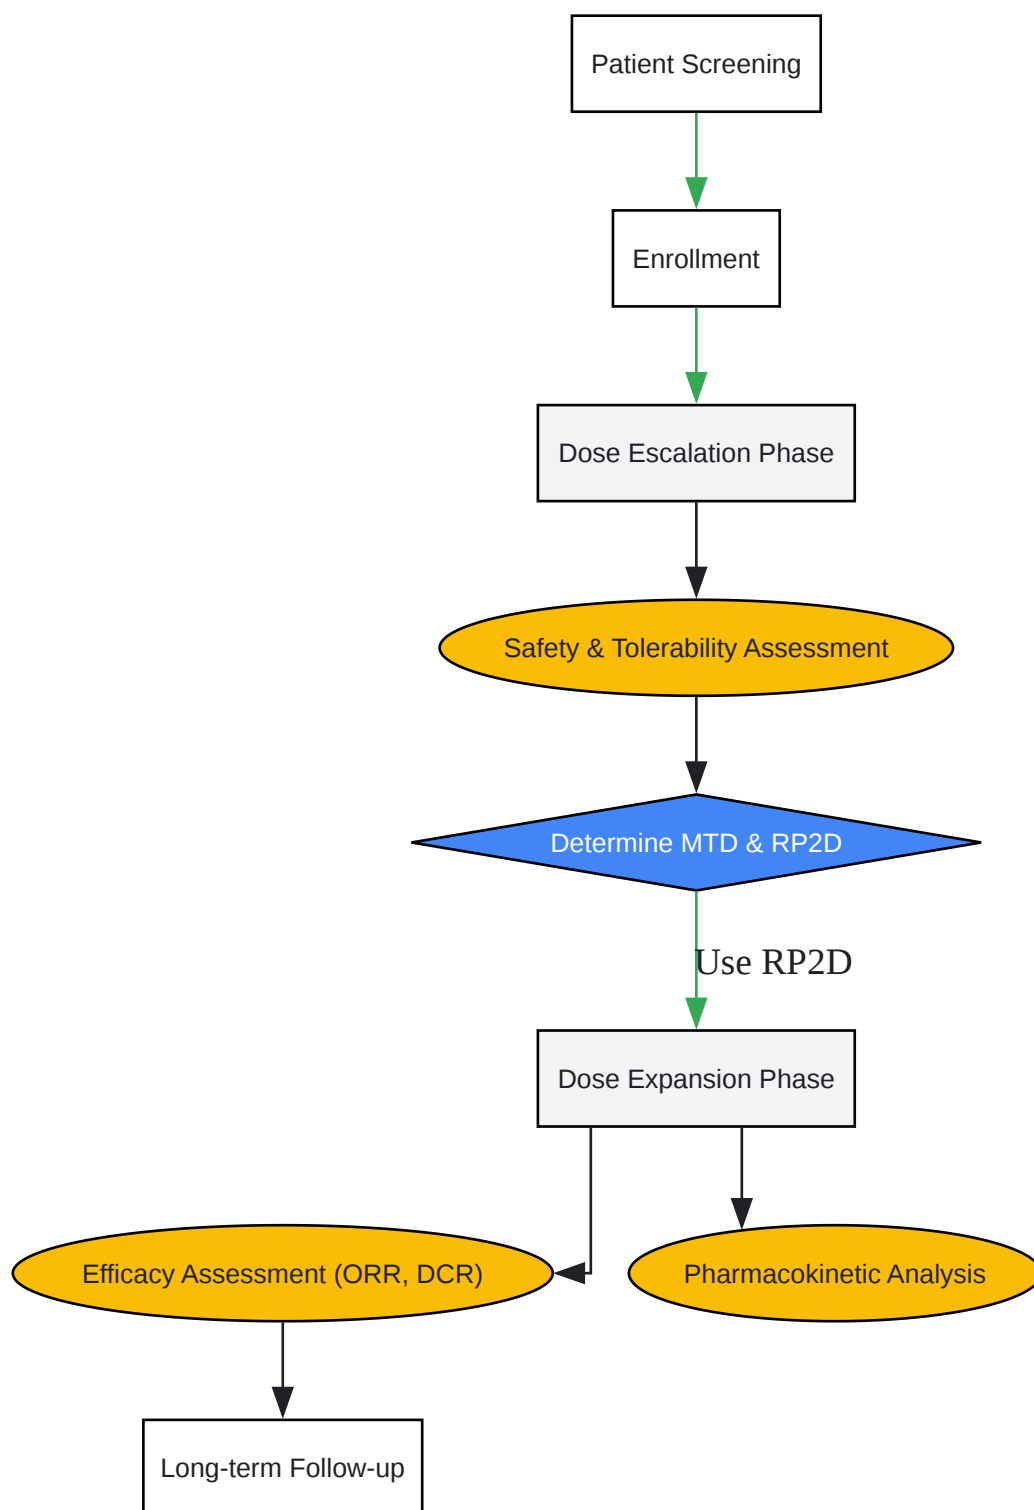 Patient Screening
Enrollment
Dose Escalation Phase
Safety & Tolerability Assessment
Determine MTD & RP2D
Use RP2D
Dose Expansion Phase
Efficacy Assessment (ORR, DCR)
Pharmacokinetic Analysis
Long-term Follow-up